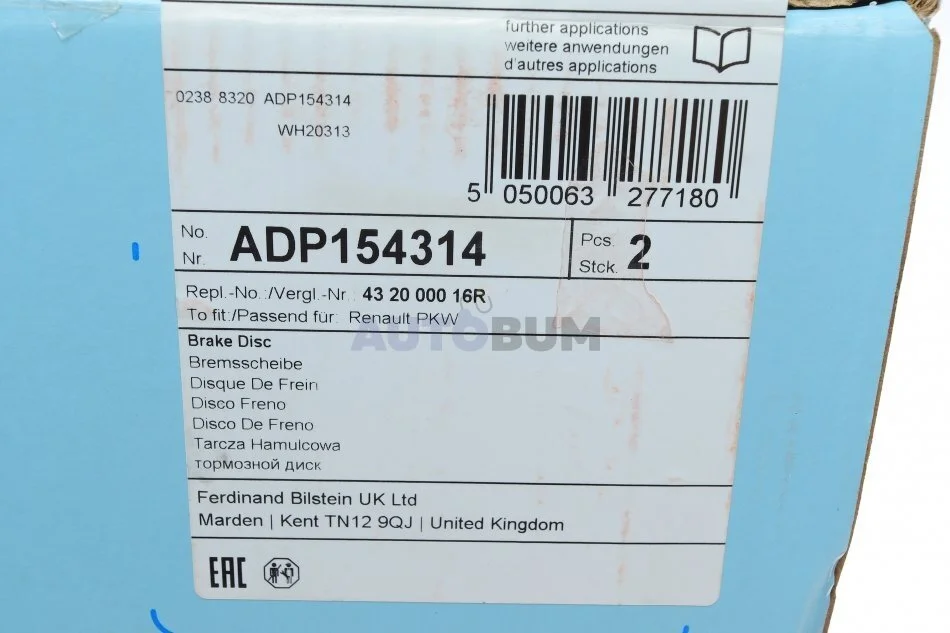 further applications
weitere anwendungen
d'autres applications
0238 8320 ADP154314
WH20313
5 050063 277180
No.
Nr. ADP154314
Pcs.
Stck. 2
Repl.-No./Vergl.-Nr. 43 20 000 16R
To fit:/Passend für: Renault PKW
AUTOBUM
Brake Disc
Bremsscheibe
Disque De Frein
Disco Freno
Disco De Freno
Tarcza Hamulcowa
тормозной диск
Ferdinand Bilstein UK Ltd
Marden | Kent TN12 9QJ | United Kingdom
EAC